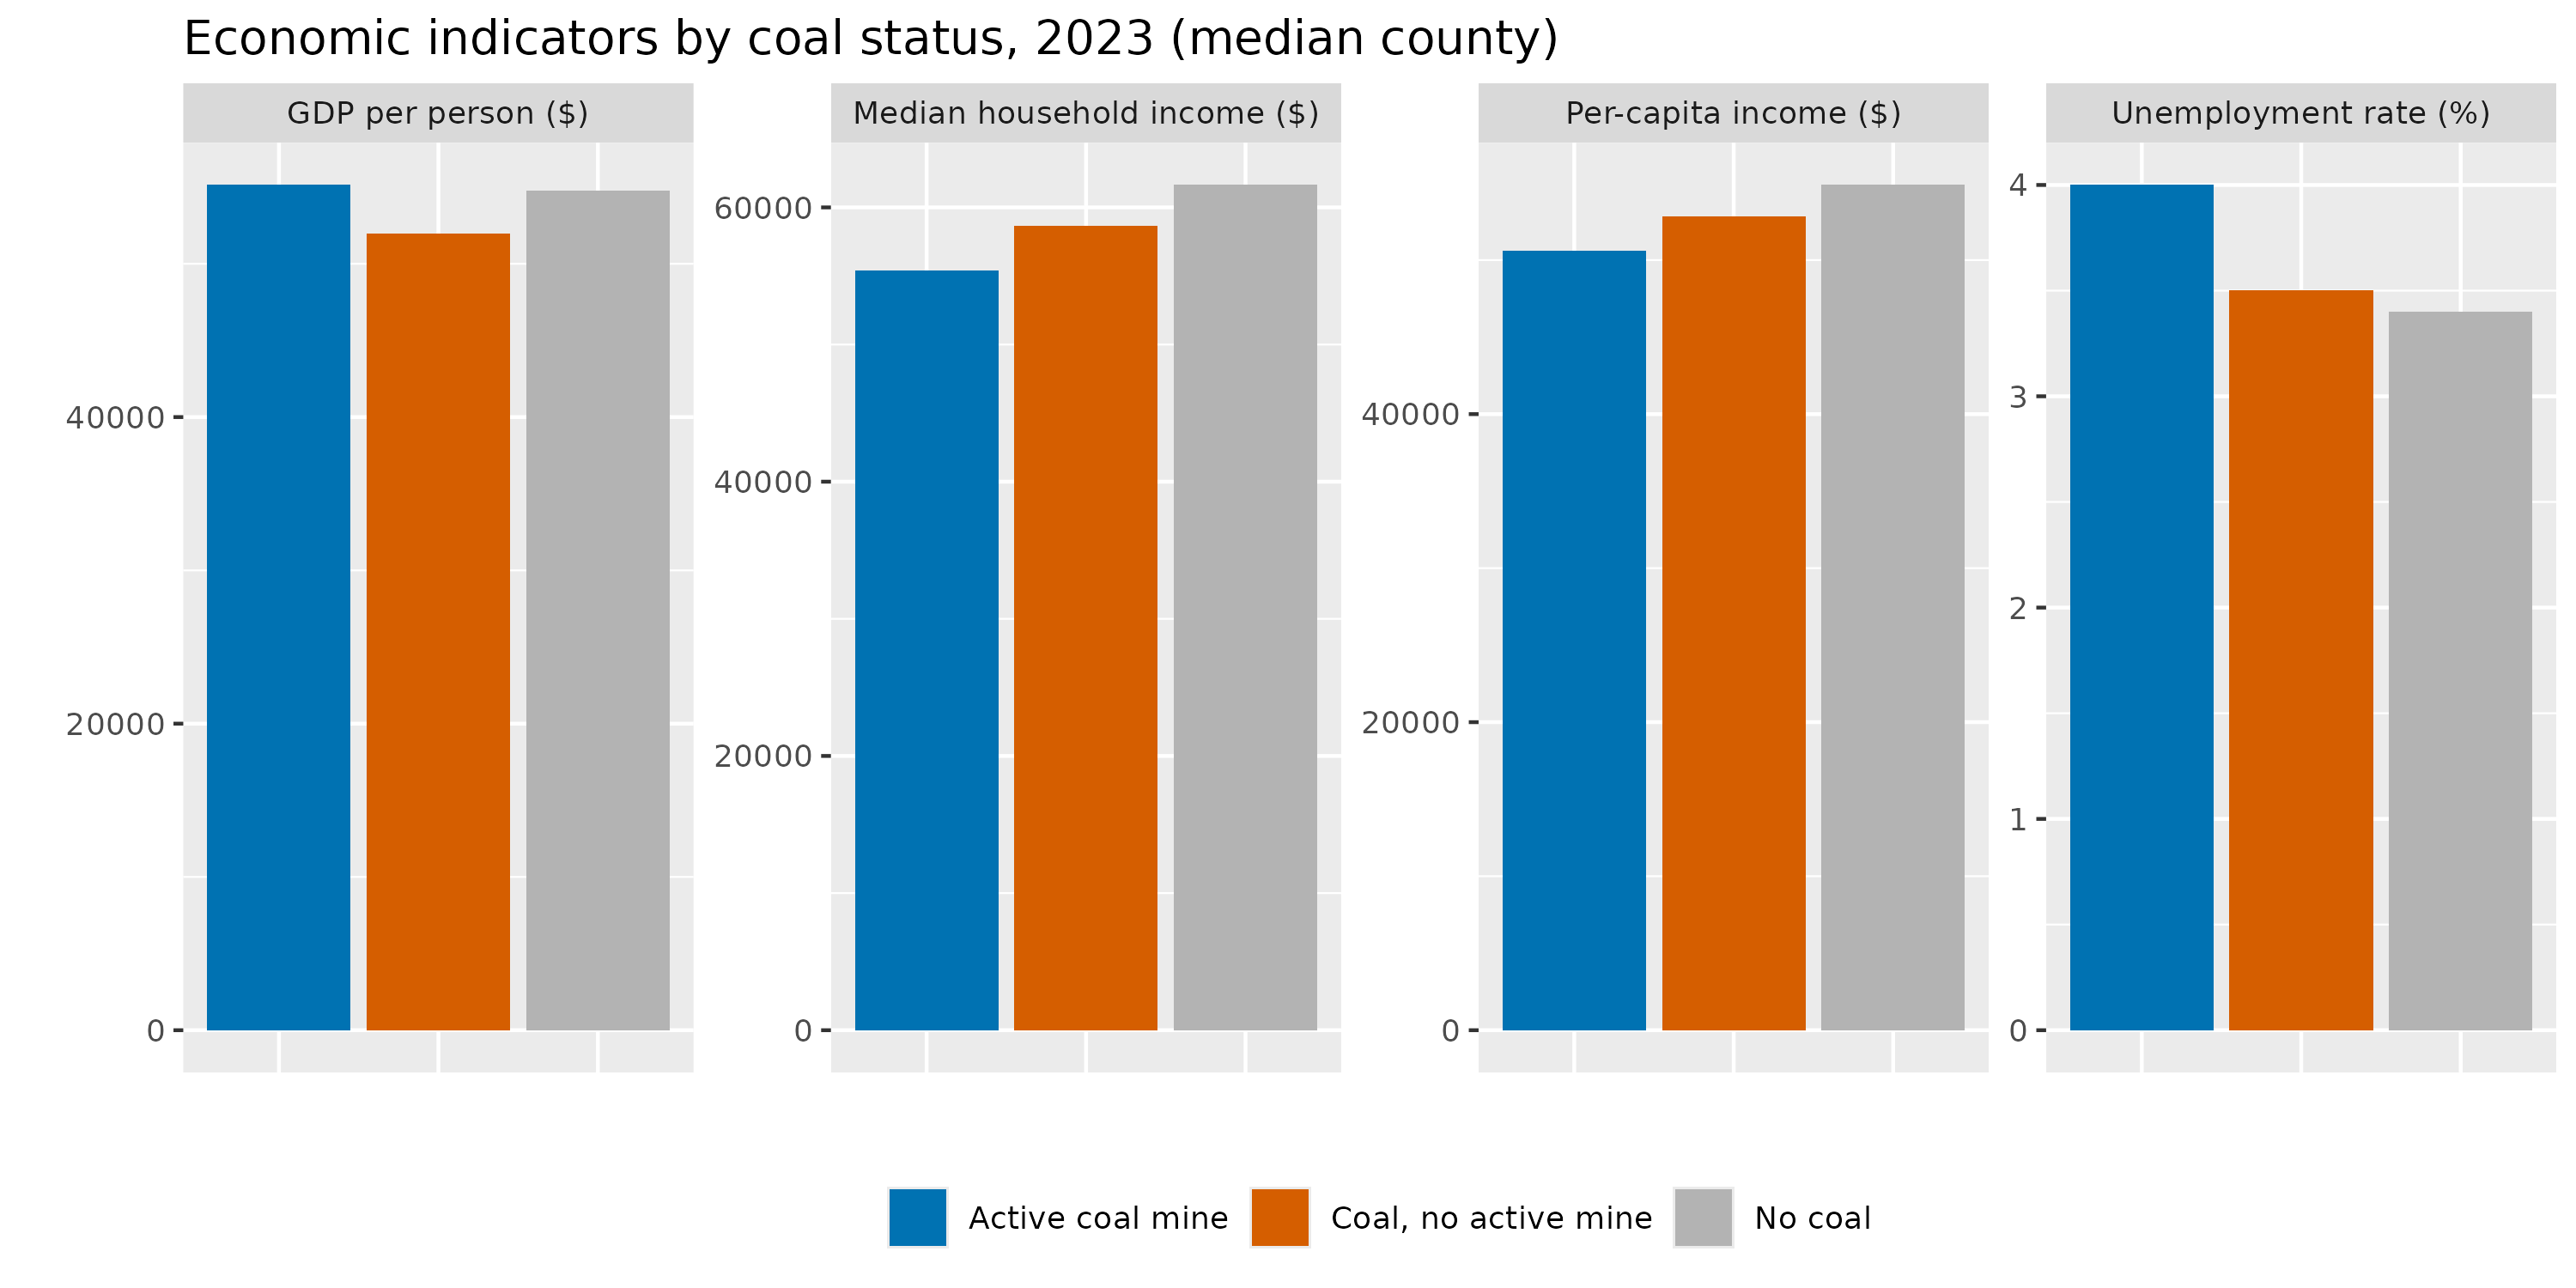 Economic indicators by coal status, 2023 (median county)
GDP per person ($)
40000
20000
0
Median household income ($)
60000
40000
20000
0
Per-capita income ($)
40000
20000
0
Unemployment rate (%)
4
3
2
1
0
Active coal mine
Coal, no active mine
No coal